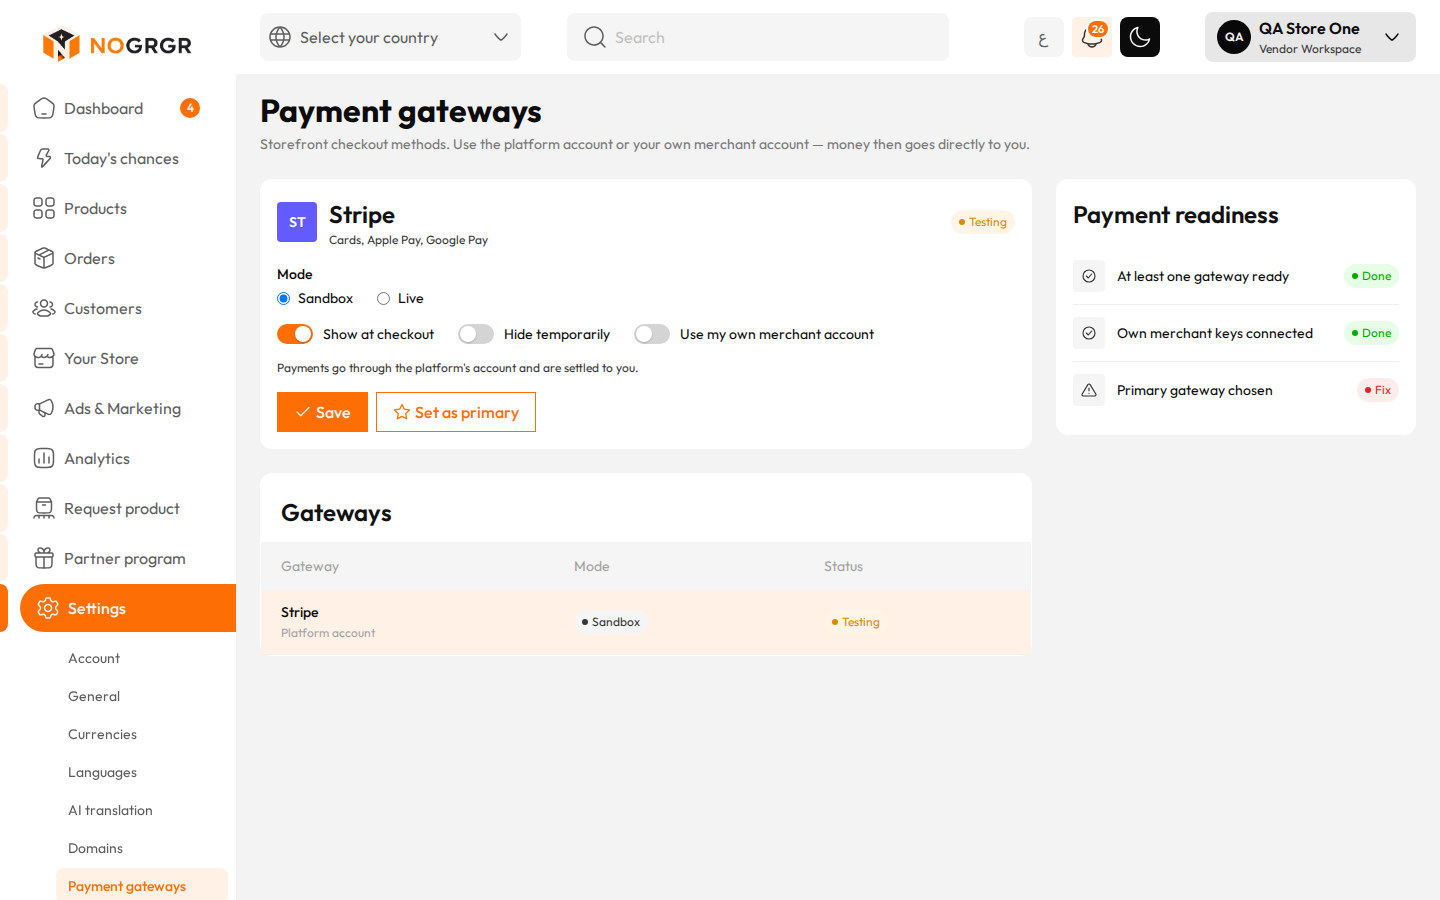 NOGRGR
Select your country
Search
ع
26
QA
QA Store One
Vendor Workspace
Dashboard
4
Today's chances
Products
Orders
Customers
Your Store
Ads & Marketing
Analytics
Request product
Partner program
Settings
Account
General
Currencies
Languages
AI translation
Domains
Payment gateways
Payment gateways
Storefront checkout methods. Use the platform account or your own merchant account — money then goes directly to you.
ST
Stripe
Cards, Apple Pay, Google Pay
Testing
Mode
Sandbox
Live
Show at checkout
Hide temporarily
Use my own merchant account
Payments go through the platform's account and are settled to you.
Save
Set as primary
Gateways
Gateway Mode Status
Stripe
Platform account
Sandbox
Testing
Payment readiness
At least one gateway ready
Done
Own merchant keys connected
Done
Primary gateway chosen
Fix